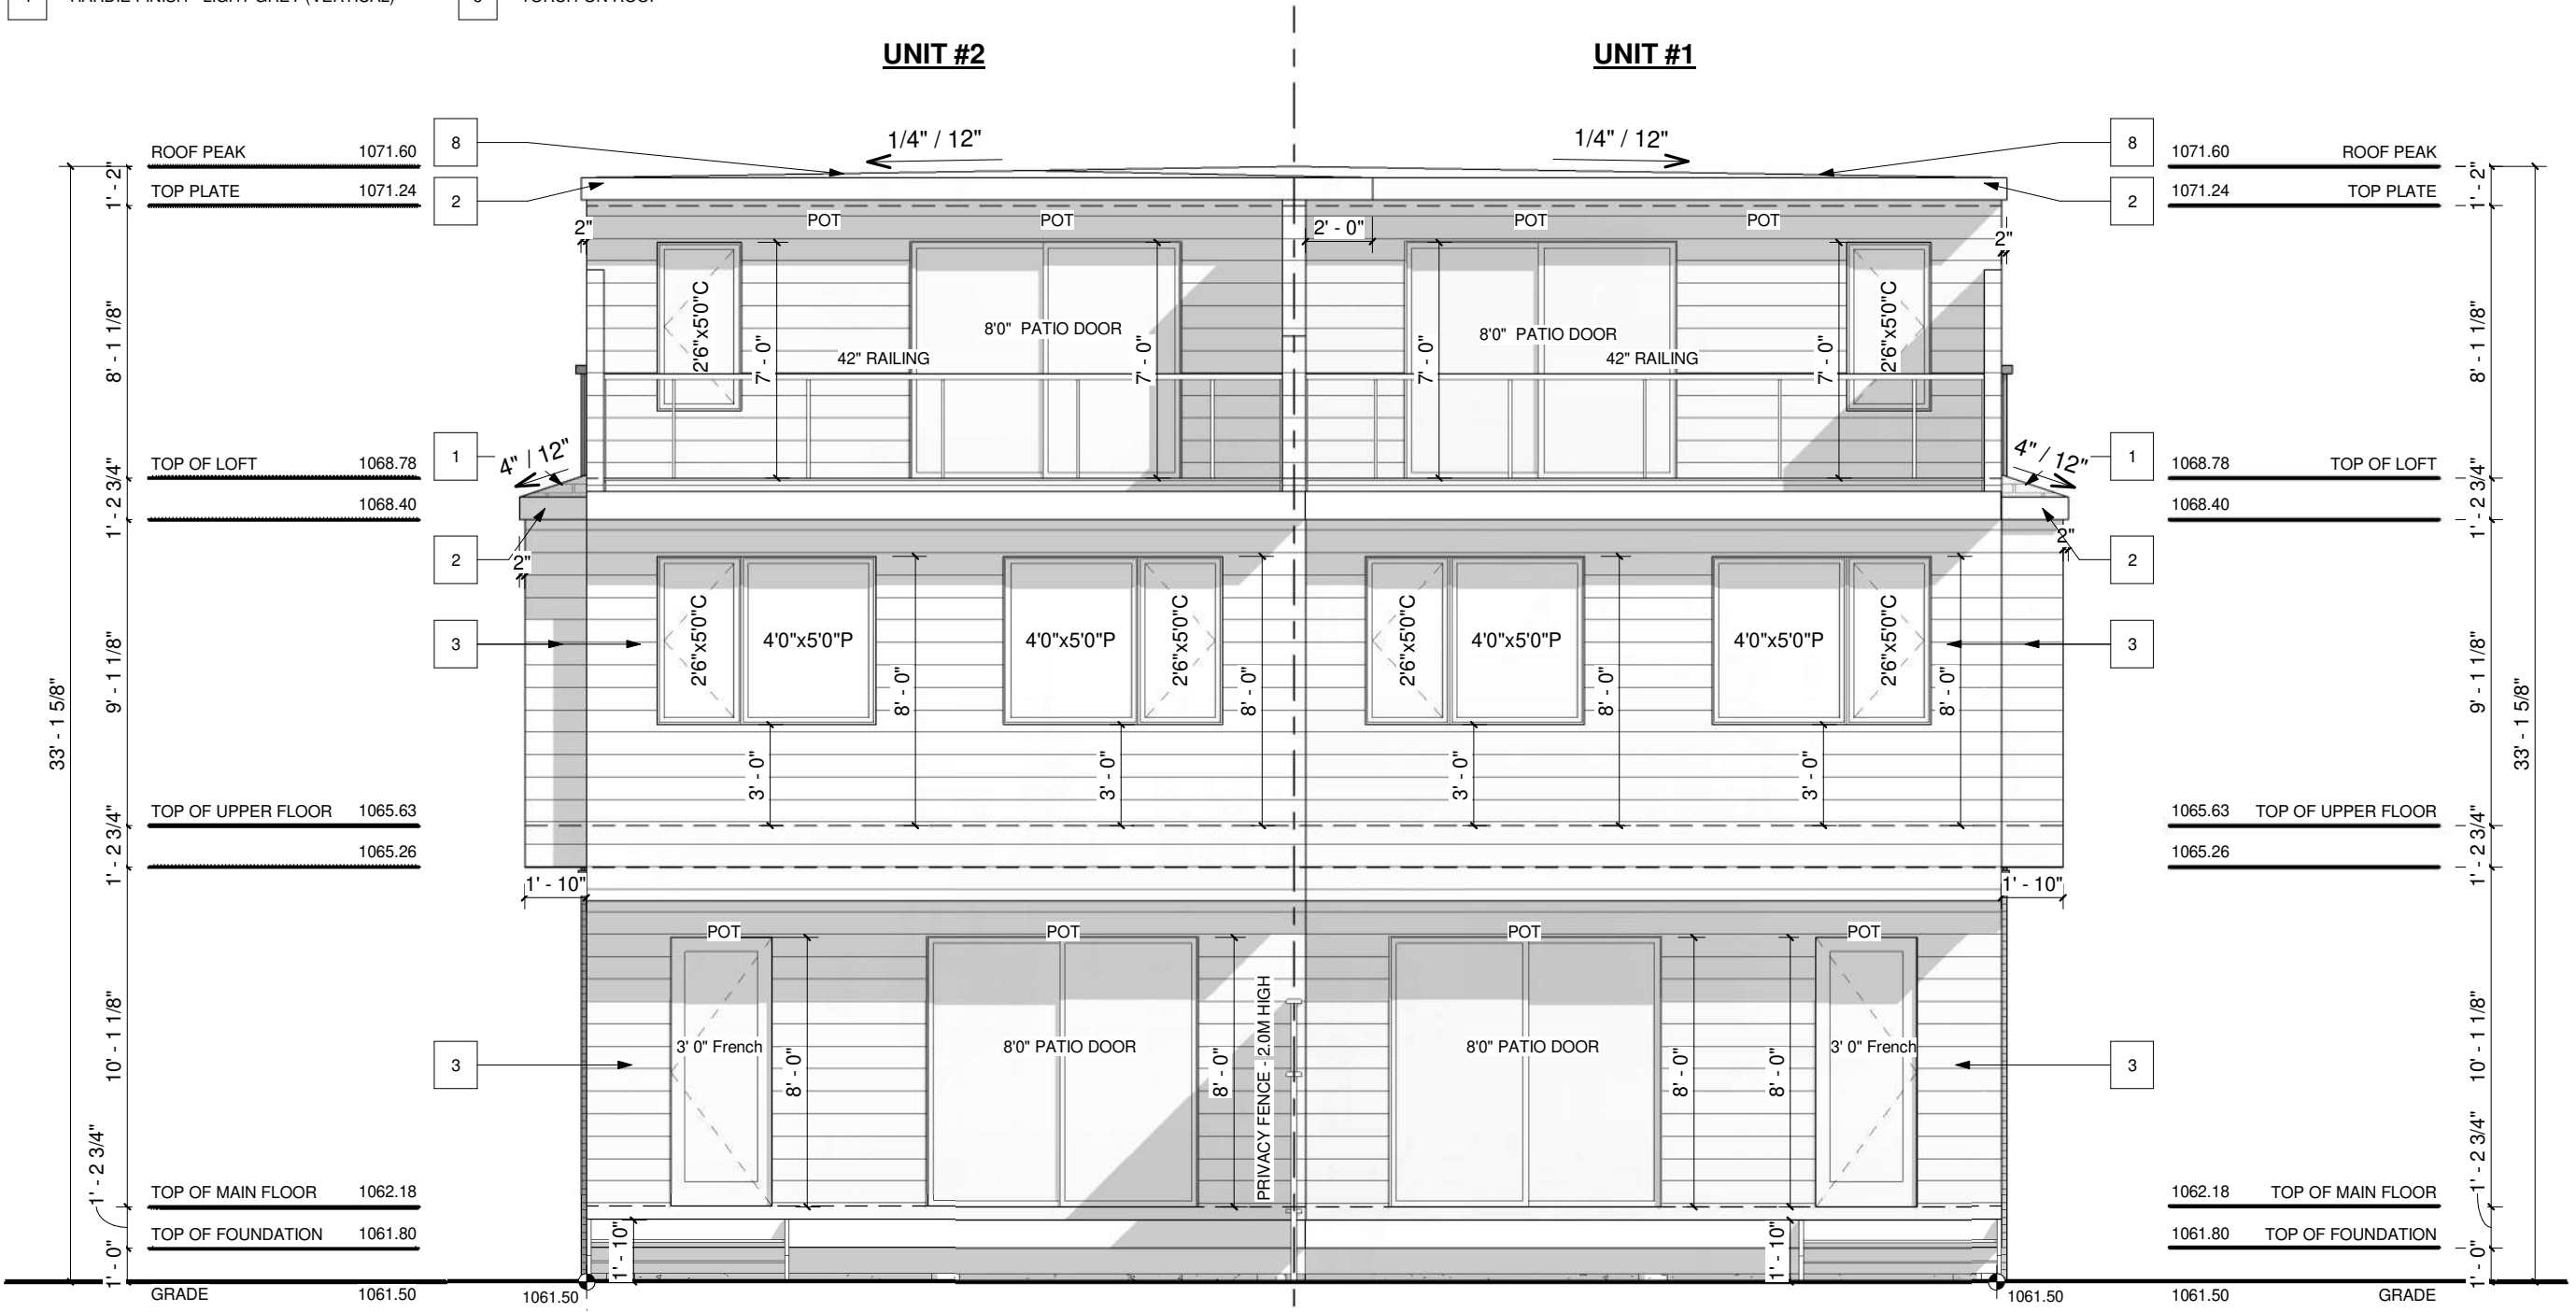 UNIT #2
UNIT #1
1/4" / 12"
1/4" / 12"
8
8
ROOF PEAK 1071.60
1071.60 ROOF PEAK
1' - 2"
1' - 2"
TOP PLATE 1071.24
1071.24 TOP PLATE
2
2
POT
POT
POT
POT
2"
2' - 0"
2"
2'6"x5'0"C
8'0" PATIO DOOR
8'0" PATIO DOOR
2'6"x5'0"C
8' - 1 1/8"
8' - 1 1/8"
7' - 0"
42" RAILING
7' - 0"
7' - 0"
42" RAILING
7' - 0"
1
4" / 12"
4" / 12"
1
TOP OF LOFT 1068.78
1068.78 TOP OF LOFT
1' - 2 3/4"
1' - 2 3/4"
1068.40
1068.40
2
2"
2"
2
3
2'6"x5'0"C
4'0"x5'0"P
4'0"x5'0"P
2'6"x5'0"C
2'6"x5'0"C
4'0"x5'0"P
4'0"x5'0"P
2'6"x5'0"C
3
9' - 1 1/8"
9' - 1 1/8"
8' - 0"
8' - 0"
8' - 0"
8' - 0"
33' - 1 5/8"
33' - 1 5/8"
3' - 0"
3' - 0"
3' - 0"
3' - 0"
TOP OF UPPER FLOOR 1065.63
1065.63 TOP OF UPPER FLOOR
1' - 2 3/4"
1' - 2 3/4"
1065.26
1065.26
1' - 10"
1' - 10"
POT
POT
POT
POT
10' - 1 1/8"
10' - 1 1/8"
3
3' 0" French
8'0" PATIO DOOR
8'0" PATIO DOOR
3' 0" French
3
8' - 0"
8' - 0"
PRIVACY FENCE - 2.0M HIGH
8' - 0"
8' - 0"
1' - 2 3/4"
1' - 2 3/4"
TOP OF MAIN FLOOR 1062.18
1062.18 TOP OF MAIN FLOOR
TOP OF FOUNDATION 1061.80
1061.80 TOP OF FOUNDATION
1' - 0"
1' - 10"
1' - 10"
1' - 0"
GRADE 1061.50
1061.50
1061.50
1061.50 GRADE